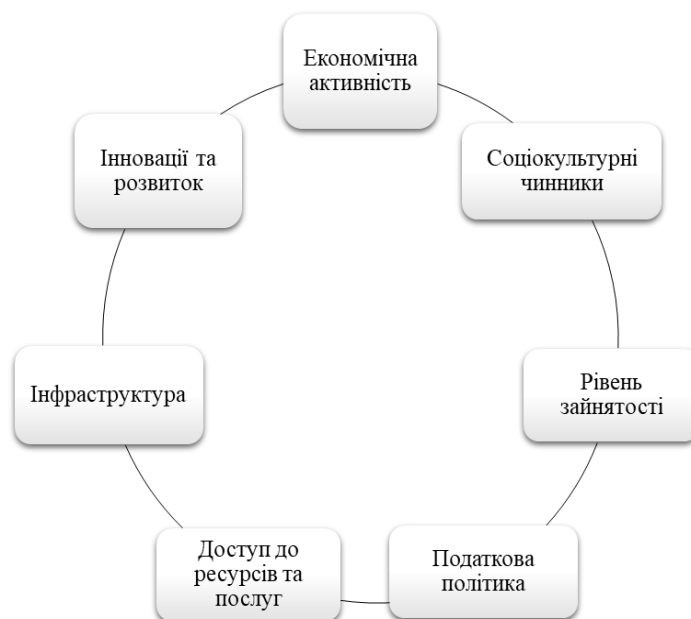 Економічна
активність
Соціокультурні
чинники
Рівень
зайнятості
Податкова
політика
Доступ до
ресурсів та
послуг
Інфраструктура
Інновації та
розвиток